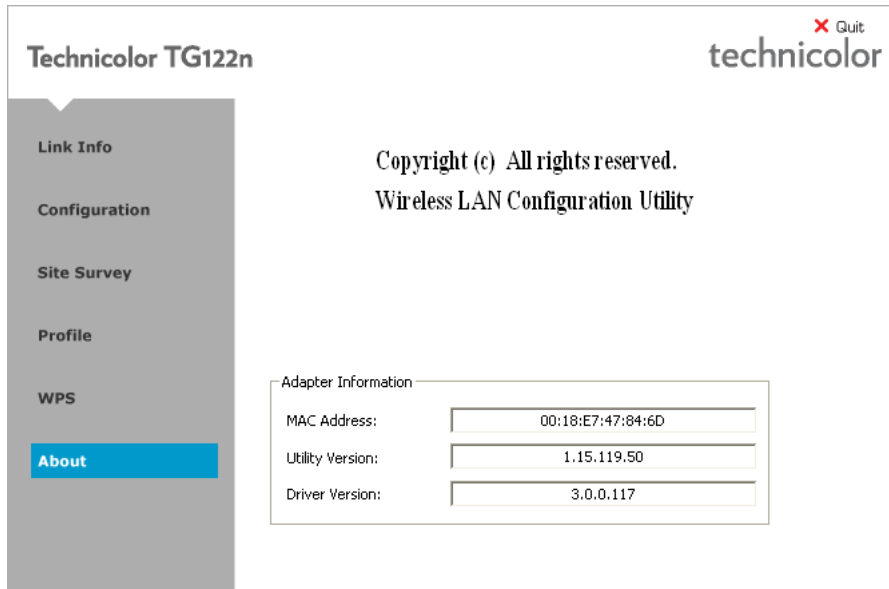 Quit
Technicolor TG122n
technicolor
Link Info
Configuration
Site Survey
Profile
WPS
About
Copyright (c)  All rights reserved.
Wireless LAN Configuration Utility
Adapter Information
MAC Address: 00:18:E7:47:84:6D
Utility Version: 1.15.119.50
Driver Version: 3.0.0.117